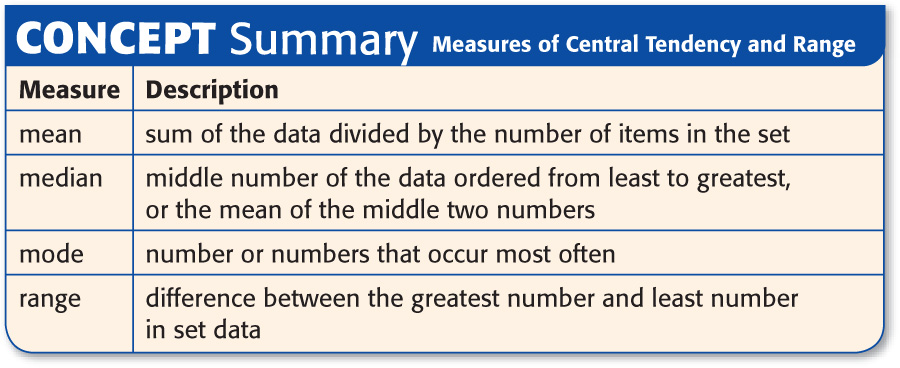 CONCEPT Summary Measures of Central Tendency and Range
Measure Description
mean sum of the data divided by the number of items in the set
median middle number of the data ordered from least to greatest,
or the mean of the middle two numbers
mode number or numbers that occur most often
range difference between the greatest number and least number
in set data